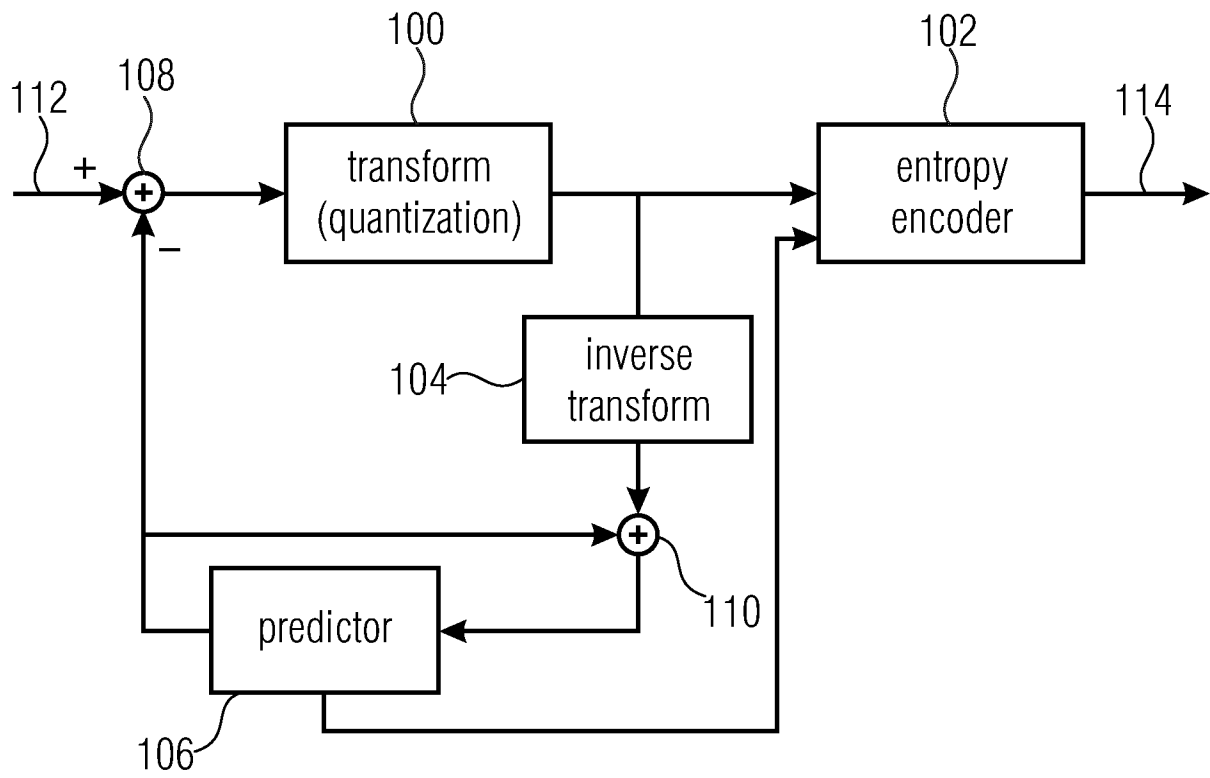 100
102
108
112
114
+
+
transform
(quantization)
entropy
encoder
−
inverse
transform
104
+
110
predictor
106